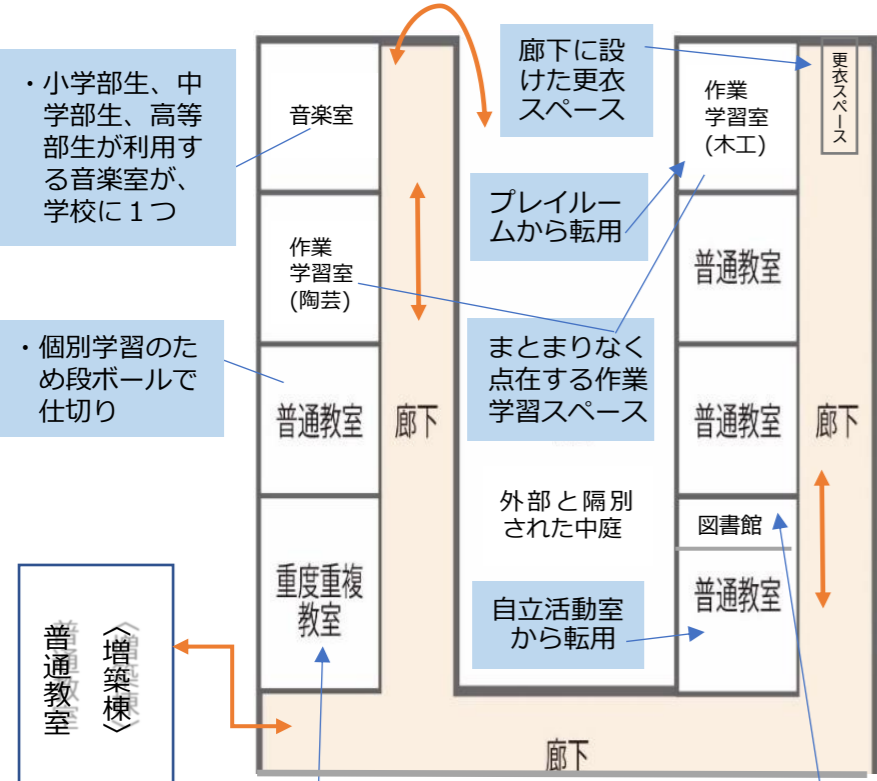 ・小学部生、中
学部生、高等
部生が利用す
る音楽室が、
学校に１つ
音楽室
廊下に設
けた更衣
スペース
作業
学習室
(木工)
更衣スペース
プレイルー
ムから転用
作業
学習室
(陶芸)
普通教室
・個別学習のた
め段ボールで
仕切り
まとまりなく
点在する作業
学習スペース
普通教室
廊下
普通教室
廊下
外部と隔別
された中庭
図書館
重度重複
教室
自立活動室
から転用
普通教室
〈増築棟〉
普通教室
廊下